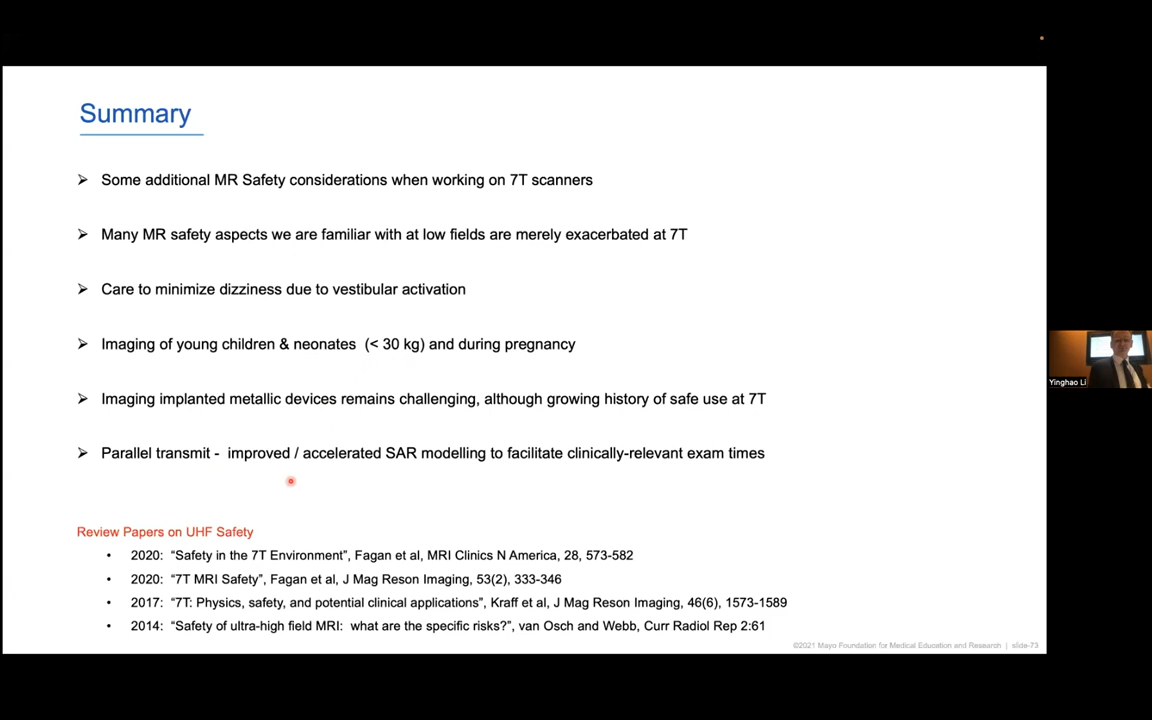 Summary
➢ Some additional MR Safety considerations when working on 7T scanners
➢ Many MR safety aspects we are familiar with at low fields are merely exacerbated at 7T
➢ Care to minimize dizziness due to vestibular activation
➢ Imaging of young children & neonates (< 30 kg) and during pregnancy
➢ Imaging implanted metallic devices remains challenging, although growing history of safe use at 7T
➢ Parallel transmit - improved / accelerated SAR modelling to facilitate clinically-relevant exam times
Yinghao Li
Review Papers on UHF Safety
• 2020: “Safety in the 7T Environment”, Fagan et al, MRI Clinics N America, 28, 573-582
• 2020: “7T MRI Safety”, Fagan et al, J Mag Reson Imaging, 53(2), 333-346
• 2017: “7T: Physics, safety, and potential clinical applications”, Kraff et al, J Mag Reson Imaging, 46(6), 1573-1589
• 2014: “Safety of ultra-high field MRI: what are the specific risks?”, van Osch and Webb, Curr Radiol Rep 2:61
©2021 Mayo Foundation for Medical Education and Research | slide-73